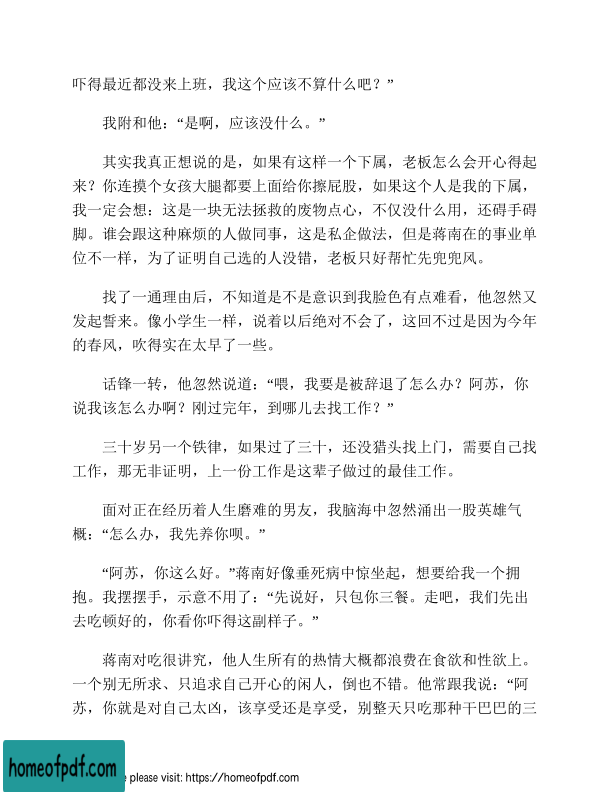 吓得最近都没来上班，我这个应该不算什么吧？”
我附和他：“是啊，应该没什么。”
其实我真正想说的是，如果有这样一个下属，老板怎么会开心得起
来？你连摸个女孩大腿都要上面给你擦屁股，如果这个人是我的下属，
我一定会想：这是一块无法拯救的废物点心，不仅没什么用，还碍手碍
脚。谁会跟这种麻烦的人做同事，这是私企做法，但是蒋南在的事业单
位不一样，为了证明自己选的人没错，老板只好帮忙先兜兜风。
找了一通理由后，不知道是不是意识到我脸色有点难看，他忽然又
发起誓来。像小学生一样，说着以后绝对不会了，这回不过是因为今年
的春风，吹得实在太早了一些。
话锋一转，他忽然说道：“喂，我要是被辞退了怎么办？阿苏，你
说我该怎么办啊？刚过完年，到哪儿去找工作？”
三十岁另一个铁律，如果过了三十，还没猎头找上门，需要自己找
工作，那无非证明，上一份工作是这辈子做过的最佳工作。
面对正在经历着人生磨难的男友，我脑海中忽然涌出一股英雄气
概：“怎么办，我先养你呗。”
“阿苏，你这么好。”蒋南好像垂死病中惊坐起，想要给我一个拥
抱。我摆摆手，示意不用了：“先说好，只包你三餐。走吧，我们先出
去吃顿好的，你看你吓得这副样子。”
蒋南对吃很讲究，他人生所有的热情大概都浪费在食欲和性欲上。
一个别无所求、只追求自己开心的闲人，倒也不错。他常跟我说：“阿
苏，你就是对自己太凶，该享受还是享受，别整天只吃那种干巴巴的三
homeofpdf.com
e please visit: https://homeofpdf.com